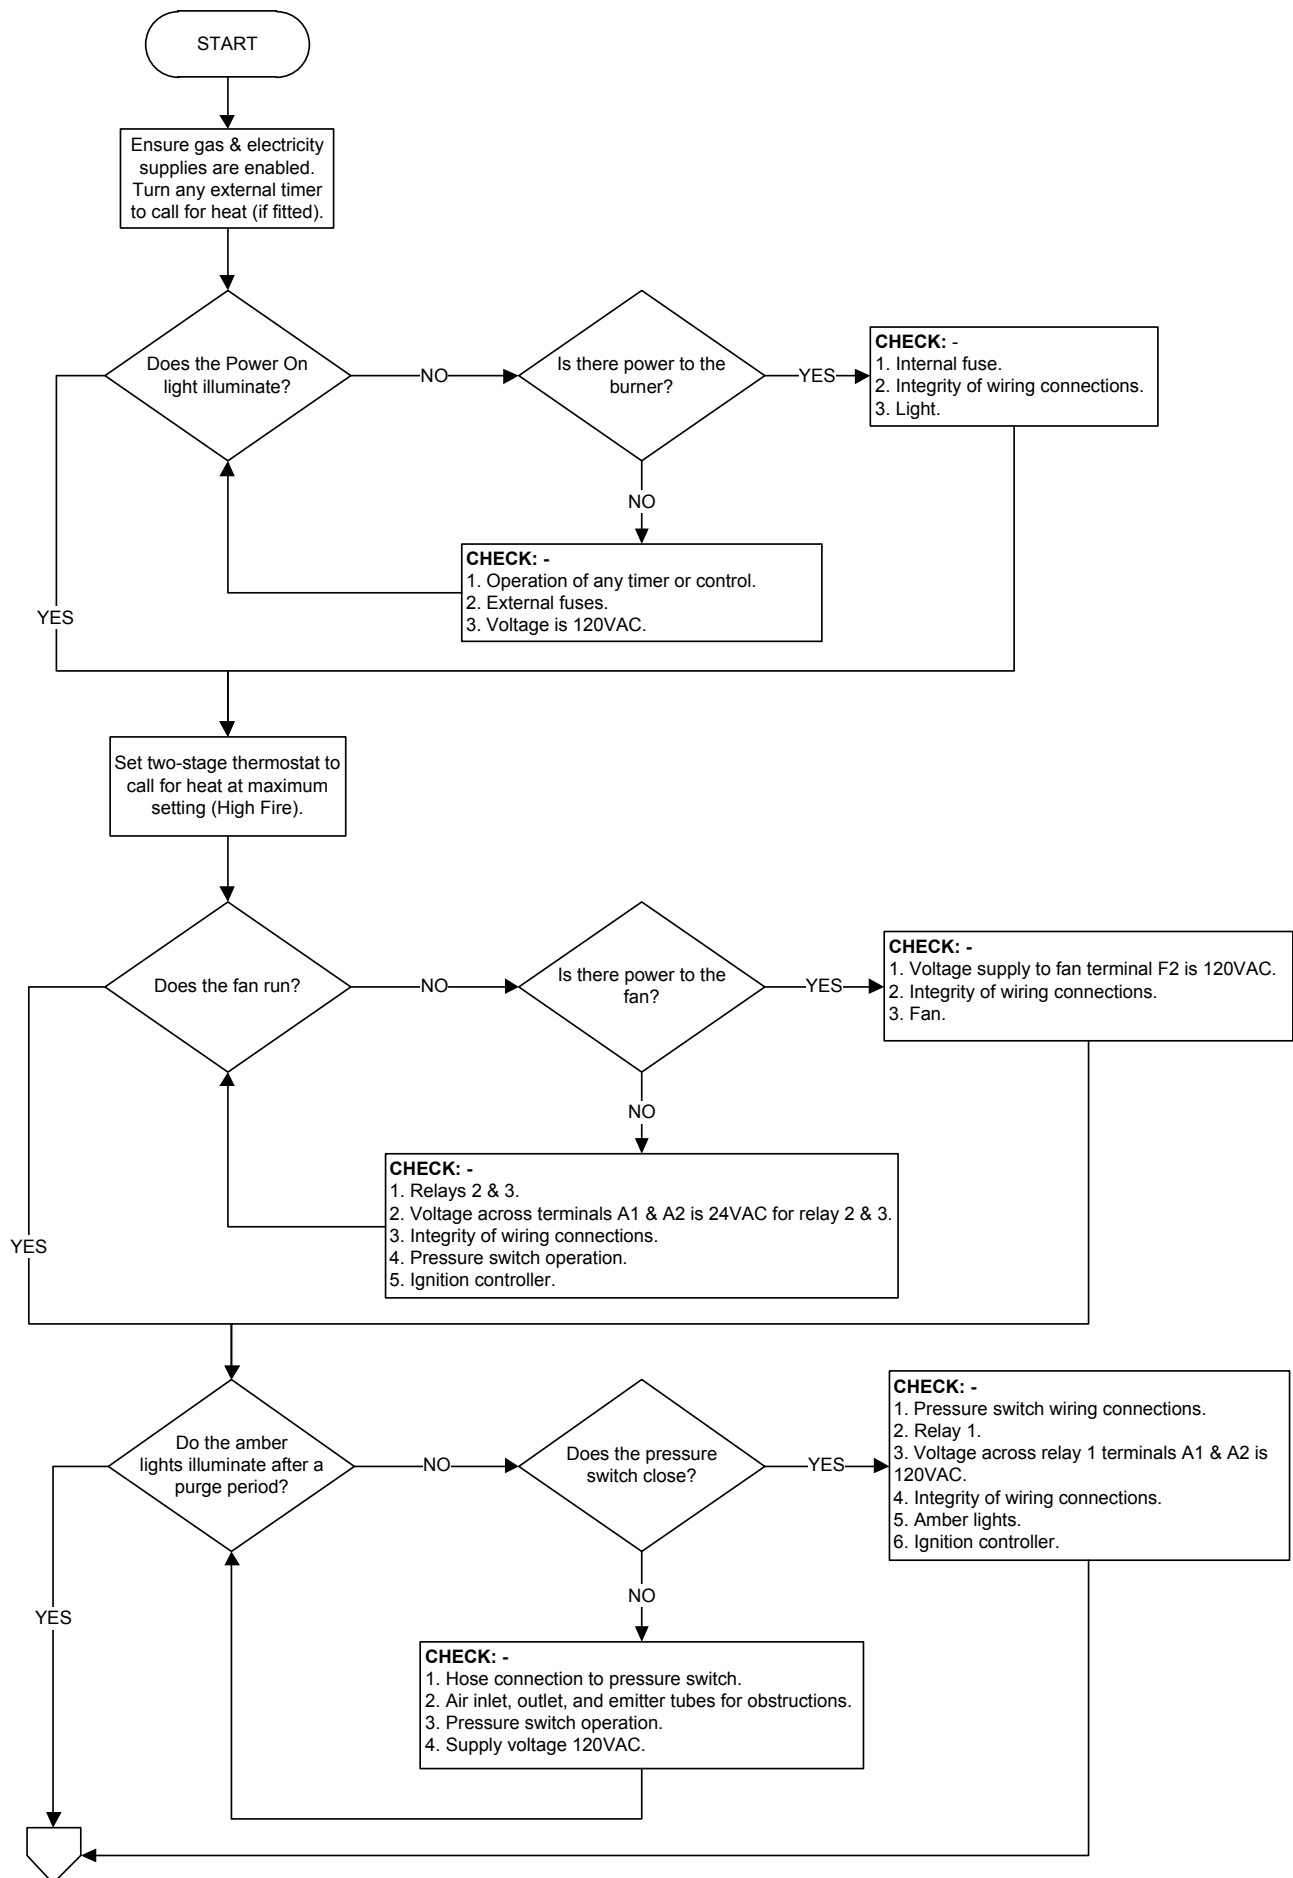 START
Ensure gas & electricity
supplies are enabled.
Turn any external timer
to call for heat (if fitted).
Does the Power On
light illuminate?
NO
Is there power to the
burner?
YES
CHECK: -
1. Internal fuse.
2. Integrity of wiring connections.
3. Light.
NO
CHECK: -
1. Operation of any timer or control.
2. External fuses.
3. Voltage is 120VAC.
YES
Set two-stage thermostat to
call for heat at maximum
setting (High Fire).
Does the fan run?
NO
Is there power to the
fan?
YES
CHECK: -
1. Voltage supply to fan terminal F2 is 120VAC.
2. Integrity of wiring connections.
3. Fan.
NO
CHECK: -
1. Relays 2 & 3.
2. Voltage across terminals A1 & A2 is 24VAC for relay 2 & 3.
3. Integrity of wiring connections.
4. Pressure switch operation.
5. Ignition controller.
YES
Do the amber
lights illuminate after a
purge period?
NO
Does the pressure
switch close?
YES
CHECK: -
1. Pressure switch wiring connections.
2. Relay 1.
3. Voltage across relay 1 terminals A1 & A2 is
120VAC.
4. Integrity of wiring connections.
5. Amber lights.
6. Ignition controller.
NO
YES
CHECK: -
1. Hose connection to pressure switch.
2. Air inlet, outlet, and emitter tubes for obstructions.
3. Pressure switch operation.
4. Supply voltage 120VAC.